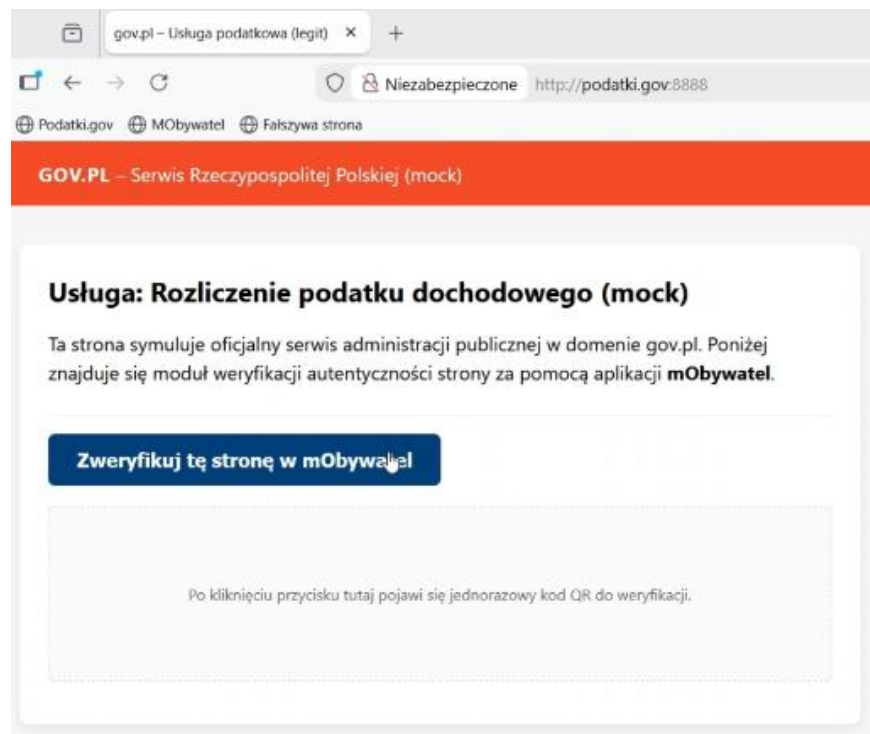 gov.pl – Usługa podatkowa (legit)
Niezabezpieczone http://podatki.gov:8888
Podatki.gov MObywatel Fałszywa strona
GOV.PL – Serwis Rzeczypospolitej Polskiej (mock)
Usługa: Rozliczenie podatku dochodowego (mock)
Ta strona symuluje oficjalny serwis administracji publicznej w domenie gov.pl. Poniżej
znajduje się moduł weryfikacji autentyczności strony za pomocą aplikacji mObywatel.
Zweryfikuj tę stronę w mObywatel
Po kliknięciu przycisku tutaj pojawi się jednorazowy kod QR do weryfikacji.